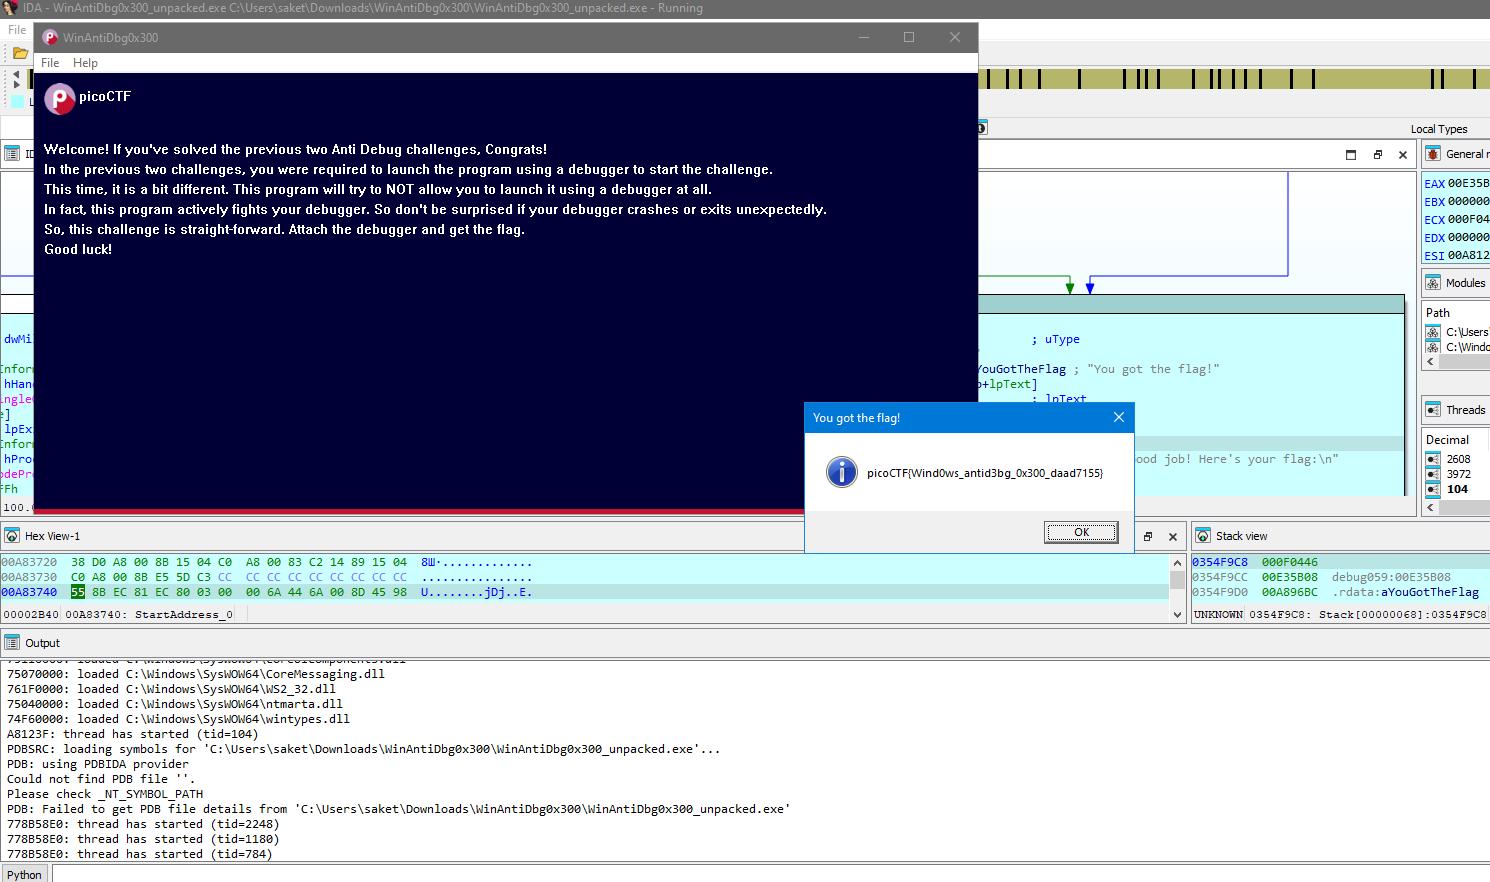 IDA - WinAntiDbg0x300_unpacked.exe C:\Users\saket\Downloads\WinAntiDbg0x300\WinAntiDbg0x300_unpacked.exe - Running
File
WinAntiDbg0x300
File Help
picoCTF
Welcome! If you've solved the previous two Anti Debug challenges, Congrats!
In the previous two challenges, you were required to launch the program using a debugger to start the challenge.
This time, it is a bit different. This program will try to NOT allow you to launch it using a debugger at all.
In fact, this program actively fights your debugger. So don't be surprised if your debugger crashes or exits unexpectedly.
So, this challenge is straight-forward. Attach the debugger and get the flag.
Good luck!
Local Types
General r
EAX 00E35B
EBX 000000
ECX 000F04
EDX 000000
ESI 00A812
Modules
Path
C:\Users'
C:\Windo
Threads
Decimal
2608
3972
104
dwMi
Infor
hHan
ingle
e]
lpEx
Infor
hPro
odePr
FFh
100.
; uType
YouGotTheFlag ; "You got the flag!"
+lpText]
; lpText
ood job! Here's your flag:\n"
You got the flag!
picoCTF{Wind0ws_antid3bg_0x300_daad7155}
OK
Hex View-1
00A83720 38 D0 A8 00 8B 15 04 C0 A8 00 83 C2 14 89 15 04 8Ш·.............
00A83730 C0 A8 00 8B E5 5D C3 CC CC CC CC CC CC CC CC CC ................
00A83740 55 8B EC 81 EC 80 03 00 00 6A 44 6A 00 8D 45 98 U........jDj..E.
00002B40 00A83740: StartAddress_0
Stack view
0354F9C8 000F0446
0354F9CC 00E35B08 debug059:00E35B08
0354F9D0 00A896BC .rdata:aYouGotTheFlag
UNKNOWN 0354F9C8: Stack[00000068]:0354F9C8
Output
75070000: loaded C:\Windows\SysWOW64\CoreMessaging.dll
761F0000: loaded C:\Windows\SysWOW64\WS2_32.dll
75040000: loaded C:\Windows\SysWOW64\ntmarta.dll
74F60000: loaded C:\Windows\SysWOW64\wintypes.dll
A8123F: thread has started (tid=104)
PDBSRC: loading symbols for 'C:\Users\saket\Downloads\WinAntiDbg0x300\WinAntiDbg0x300_unpacked.exe'...
PDB: using PDBIDA provider
Could not find PDB file ''.
Please check _NT_SYMBOL_PATH
PDB: Failed to get PDB file details from 'C:\Users\saket\Downloads\WinAntiDbg0x300\WinAntiDbg0x300_unpacked.exe'
778B58E0: thread has started (tid=2248)
778B58E0: thread has started (tid=1180)
778B58E0: thread has started (tid=784)
Python